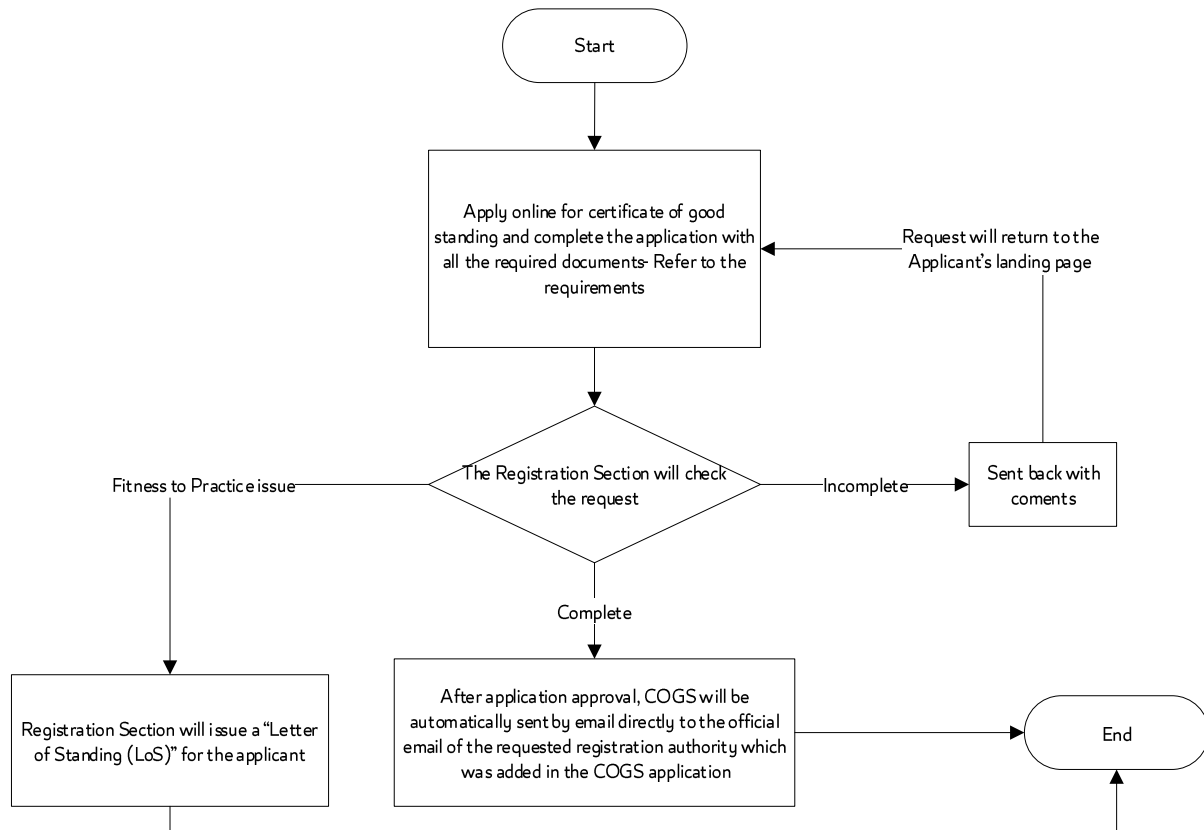 Start
Apply online for certificate of good
standing and complete the application with
all the required documents- Refer to the
requirements
Request will return to the
Applicant's landing page
The Registration Section will check
the request
Fitness to Practice issue
Incomplete
Sent back with
coments
Complete
Registration Section will issue a “Letter
of Standing (LoS)” for the applicant
After application approval, COGS will be
automatically sent by email directly to the official
email of the requested registration authority which
was added in the COGS application
End